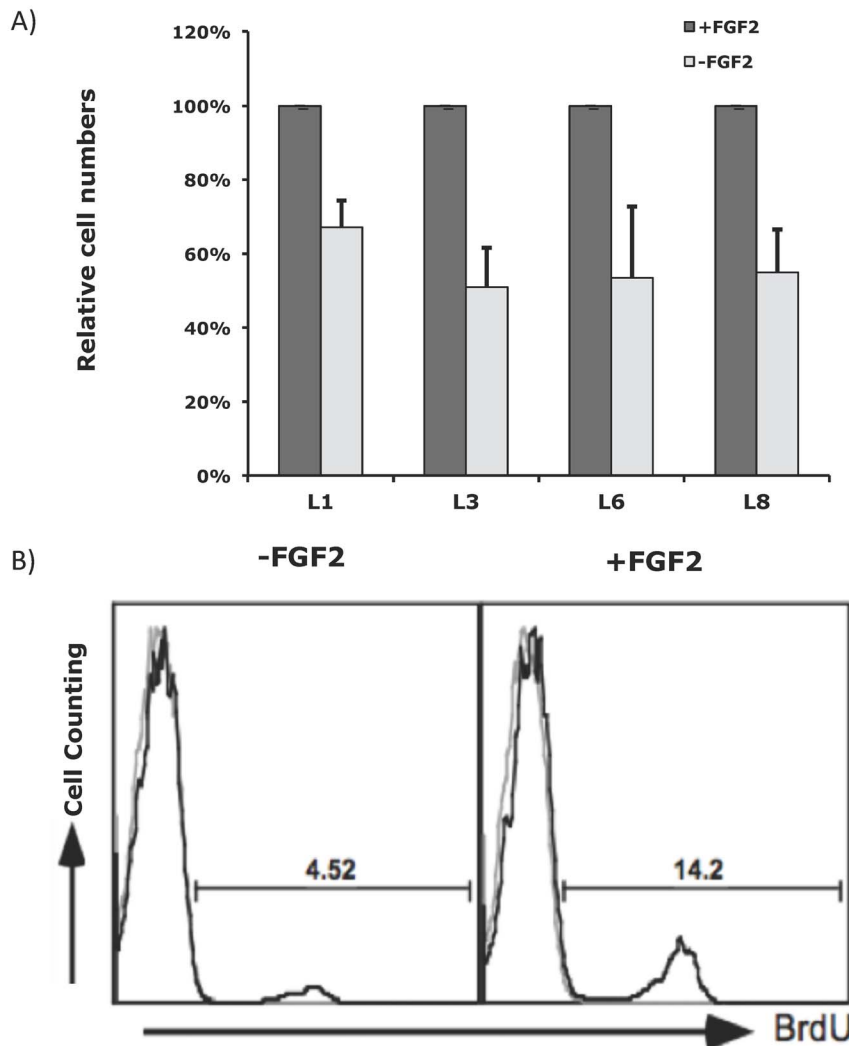 A)
120%
100%
80%
60%
40%
20%
0%
Relative cell numbers
+FGF2
-FGF2
L1 L3 L6 L8
B)
-FGF2 +FGF2
Cell Counting
4.52 14.2
BrdU